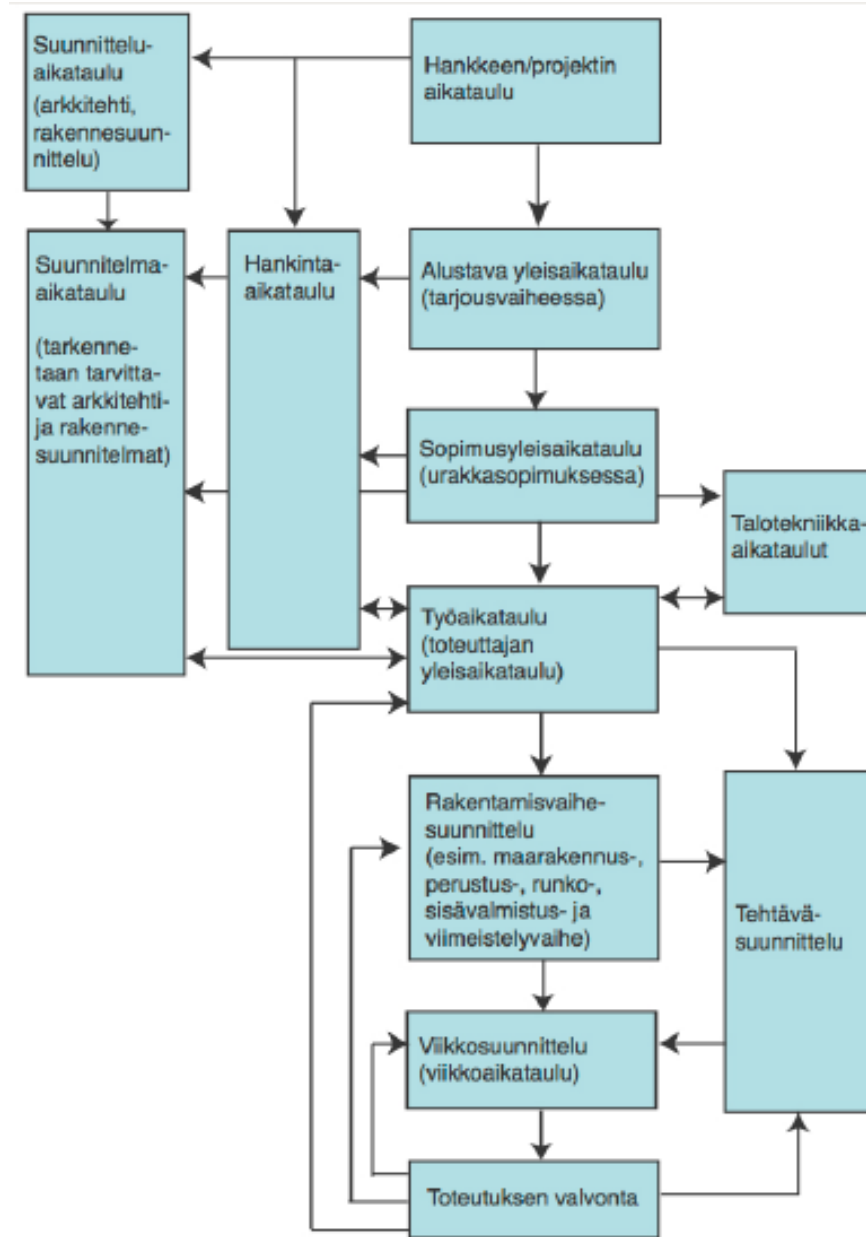 Suunnittelu-
aikataulu
(arkkitehti,
rakennesuun-
nittelu)
Hankkeen/projektin
aikataulu
Suunnitelma-
aikataulu
(tarkenne-
taan tarvitta-
vat arkkitehti-
ja rakenne-
suunnitelmat)
Hankinta-
aikataulu
Alustava yleisaikataulu
(tarjousvaiheessa)
Sopimusyleisaikataulu
(urakkasopimuksessa)
Talotekniikka-
aikataulut
Työaikataulu
(toteuttajan
yleisaikataulu)
Rakentamisvaihe-
suunnittelu
(esim. maarakennus-,
perustus-, runko-,
sisävalmistus- ja
viimeistelyvaihe)
Tehtävä-
suunnittelu
Viikkosuunnittelu
(viikkoaikataulu)
Toteutuksen valvonta